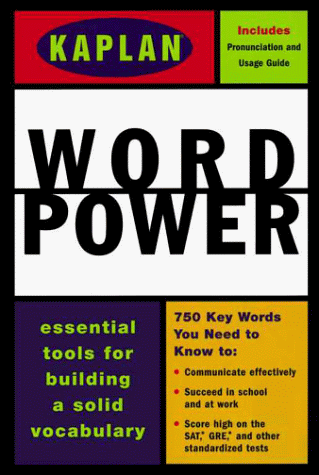 KAPLAN
Includes
Pronunciation and
Usage Guide
WORD
POWER
essential
tools for
building
a solid
vocabulary
750 Key Words
You Need to
Know to:
• Communicate effectively
• Succeed in school
and at work
• Score high on the
SAT,* GRE,* and other
standardized tests